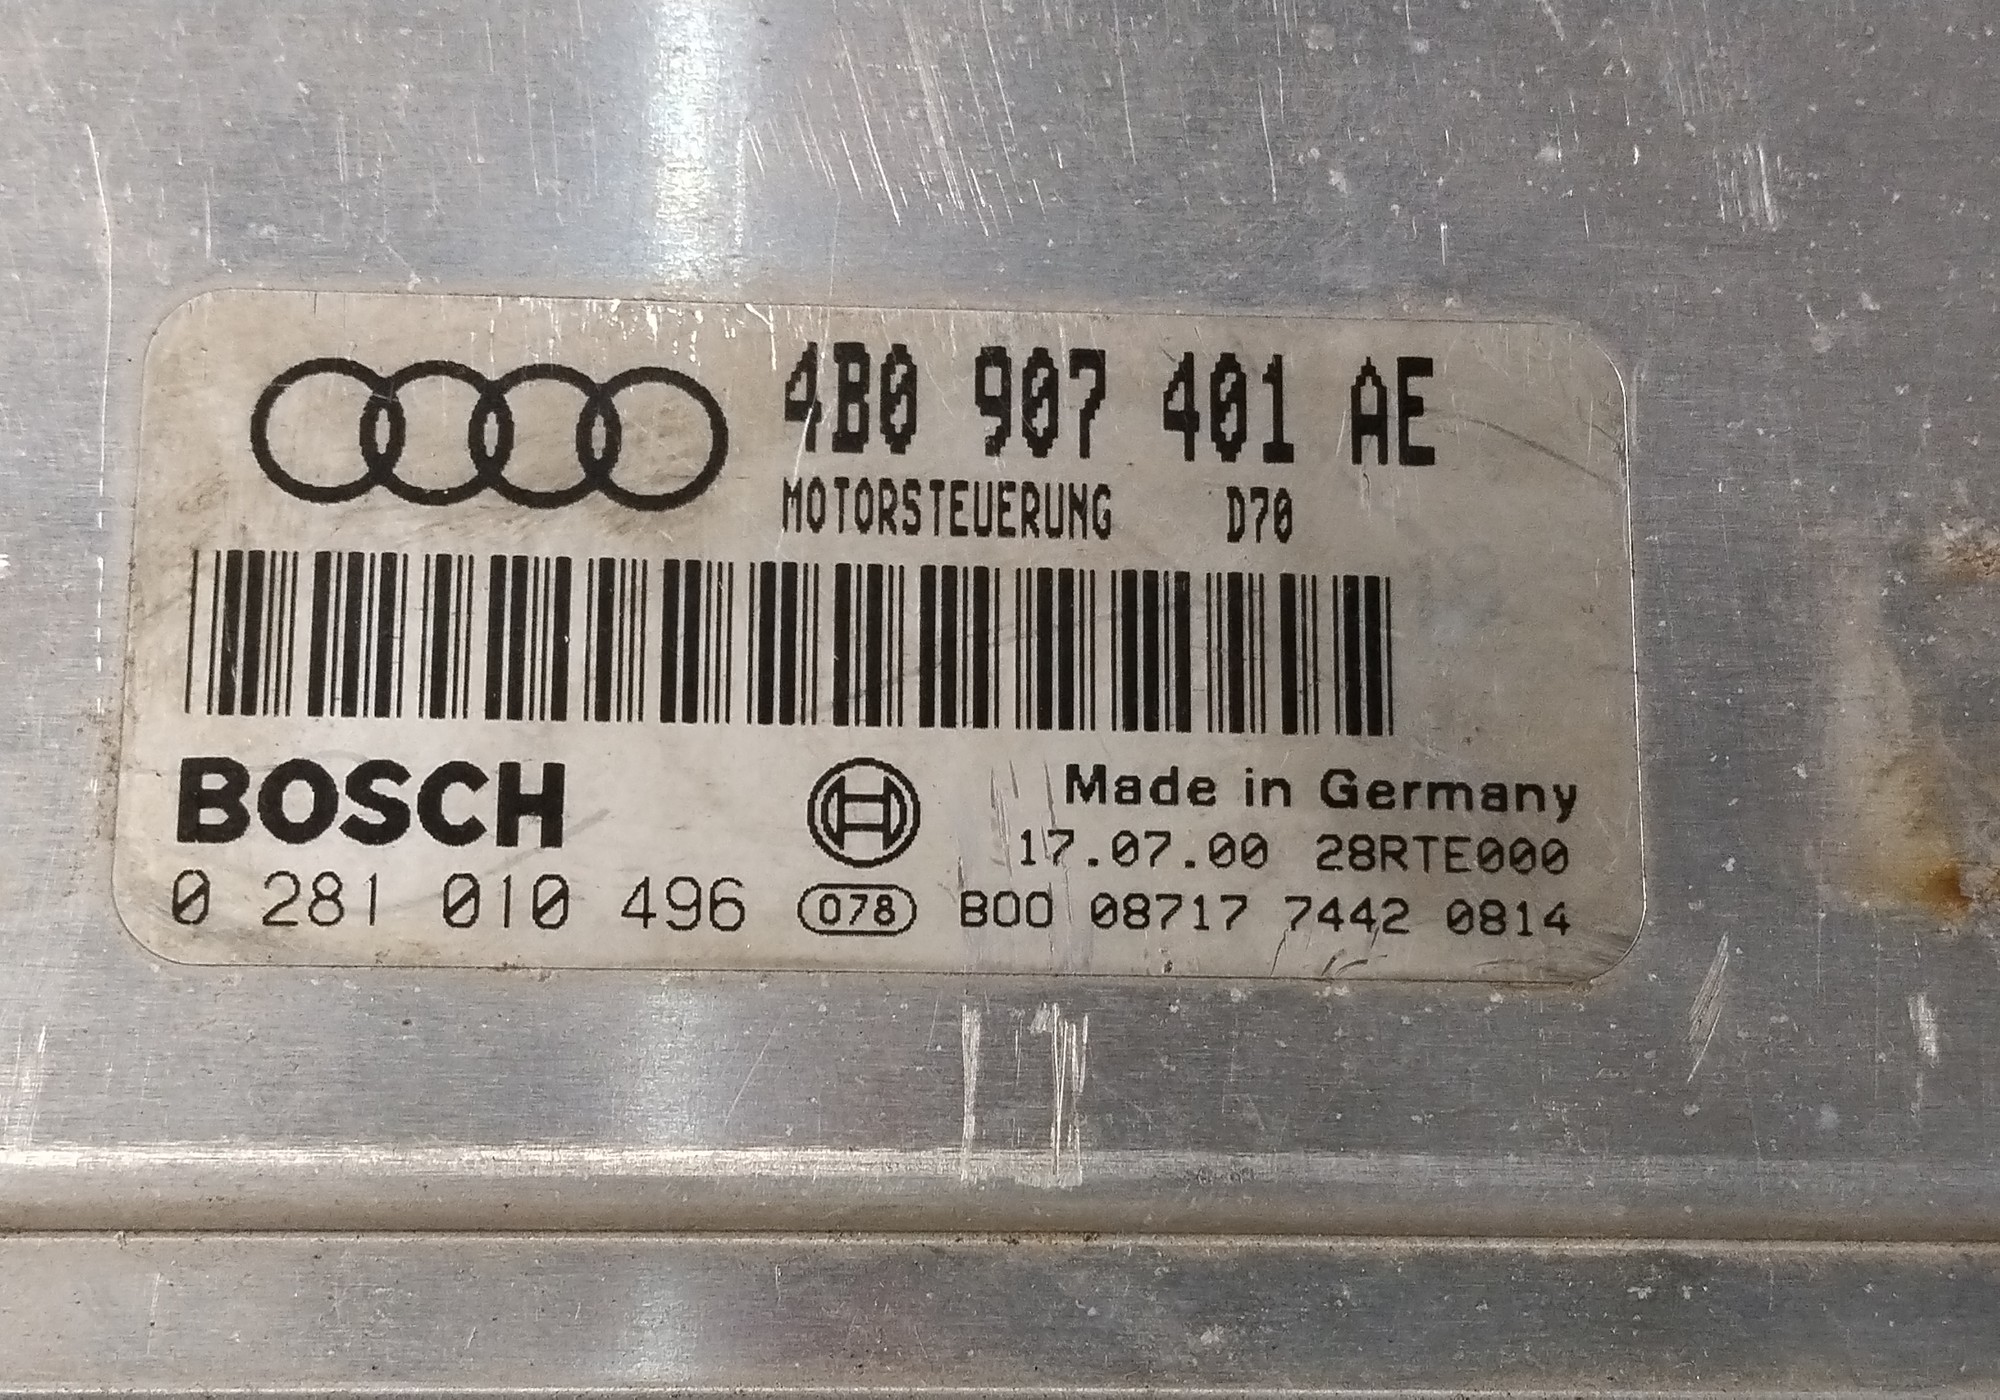 4B0 907 401 AE
MOTORSTEUERUNG D70
BOSCH
Made in Germany
17.07.00 28RTE000
0 281 010 496 078 B00 08717 7442 0814